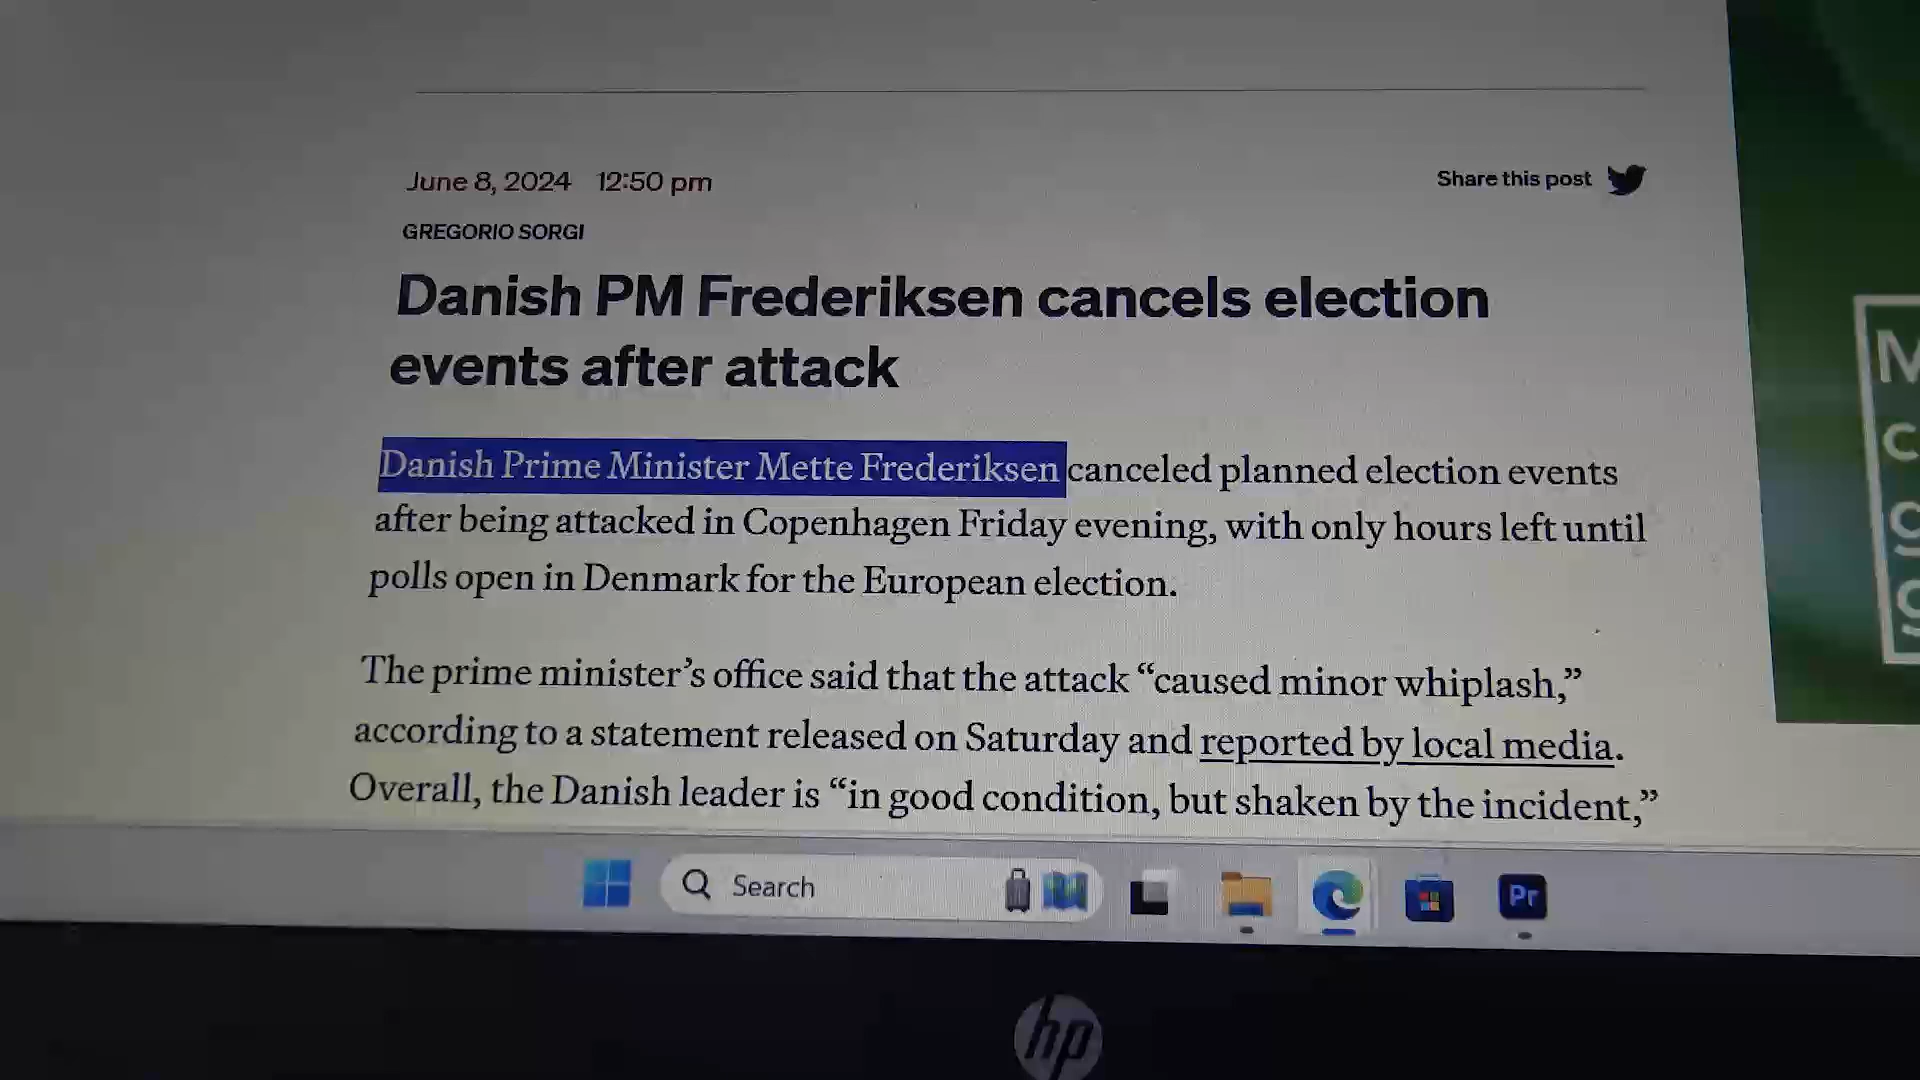 June 8, 2024 12:50 pm
Share this post
GREGORIO SORGI
Danish PM Frederiksen cancels election
events after attack
Danish Prime Minister Mette Frederiksen canceled planned election events
after being attacked in Copenhagen Friday evening, with only hours left until
polls open in Denmark for the European election.
The prime minister’s office said that the attack “caused minor whiplash,”
according to a statement released on Saturday and reported by local media.
Overall, the Danish leader is “in good condition, but shaken by the incident,”
Search
Pr
hp